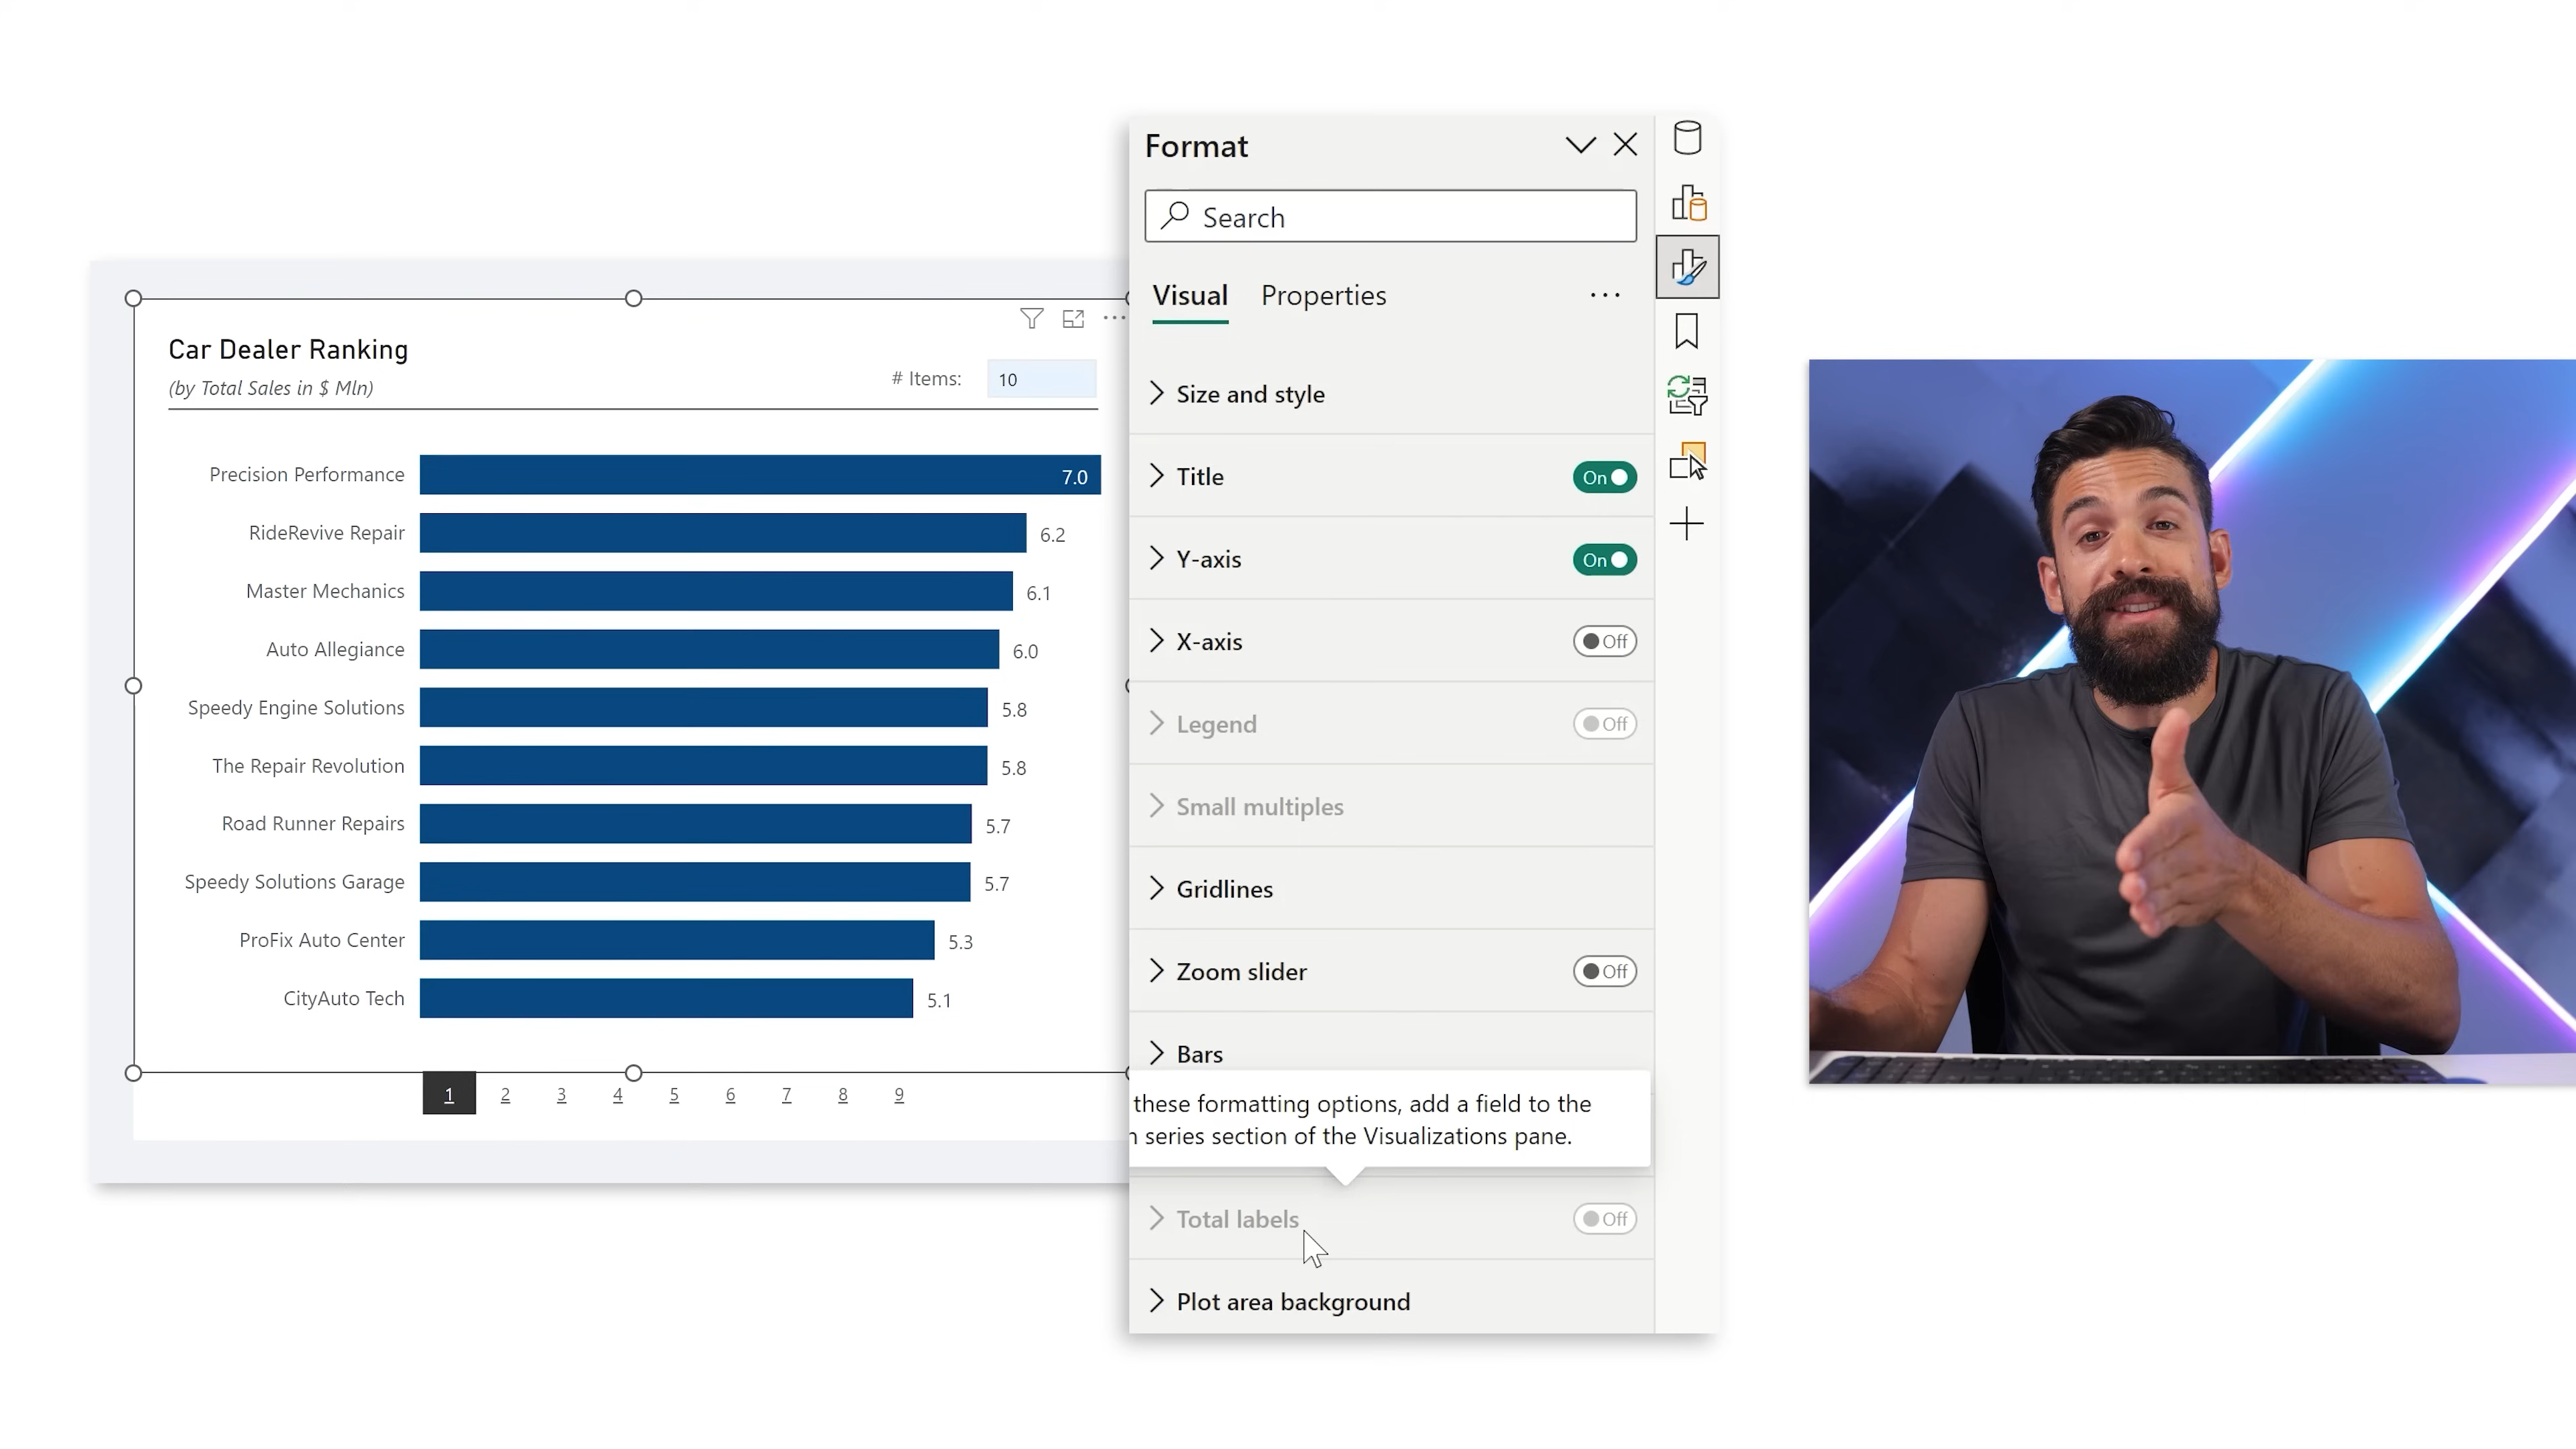 Car Dealer Ranking
(by Total Sales in $ Mln)
# Items: 10
Precision Performance 7.0
RideRevive Repair 6.2
Master Mechanics 6.1
Auto Allegiance 6.0
Speedy Engine Solutions 5.8
The Repair Revolution 5.8
Road Runner Repairs 5.7
Speedy Solutions Garage 5.7
ProFix Auto Center 5.3
CityAuto Tech 5.1
1 2 3 4 5 6 7 8 9
Format
Search
Visual Properties
Size and style
Title On
Y-axis On
X-axis Off
Legend Off
Small multiples
Gridlines
Zoom slider Off
Bars
these formatting options, add a field to the
series section of the Visualizations pane.
Total labels Off
Plot area background